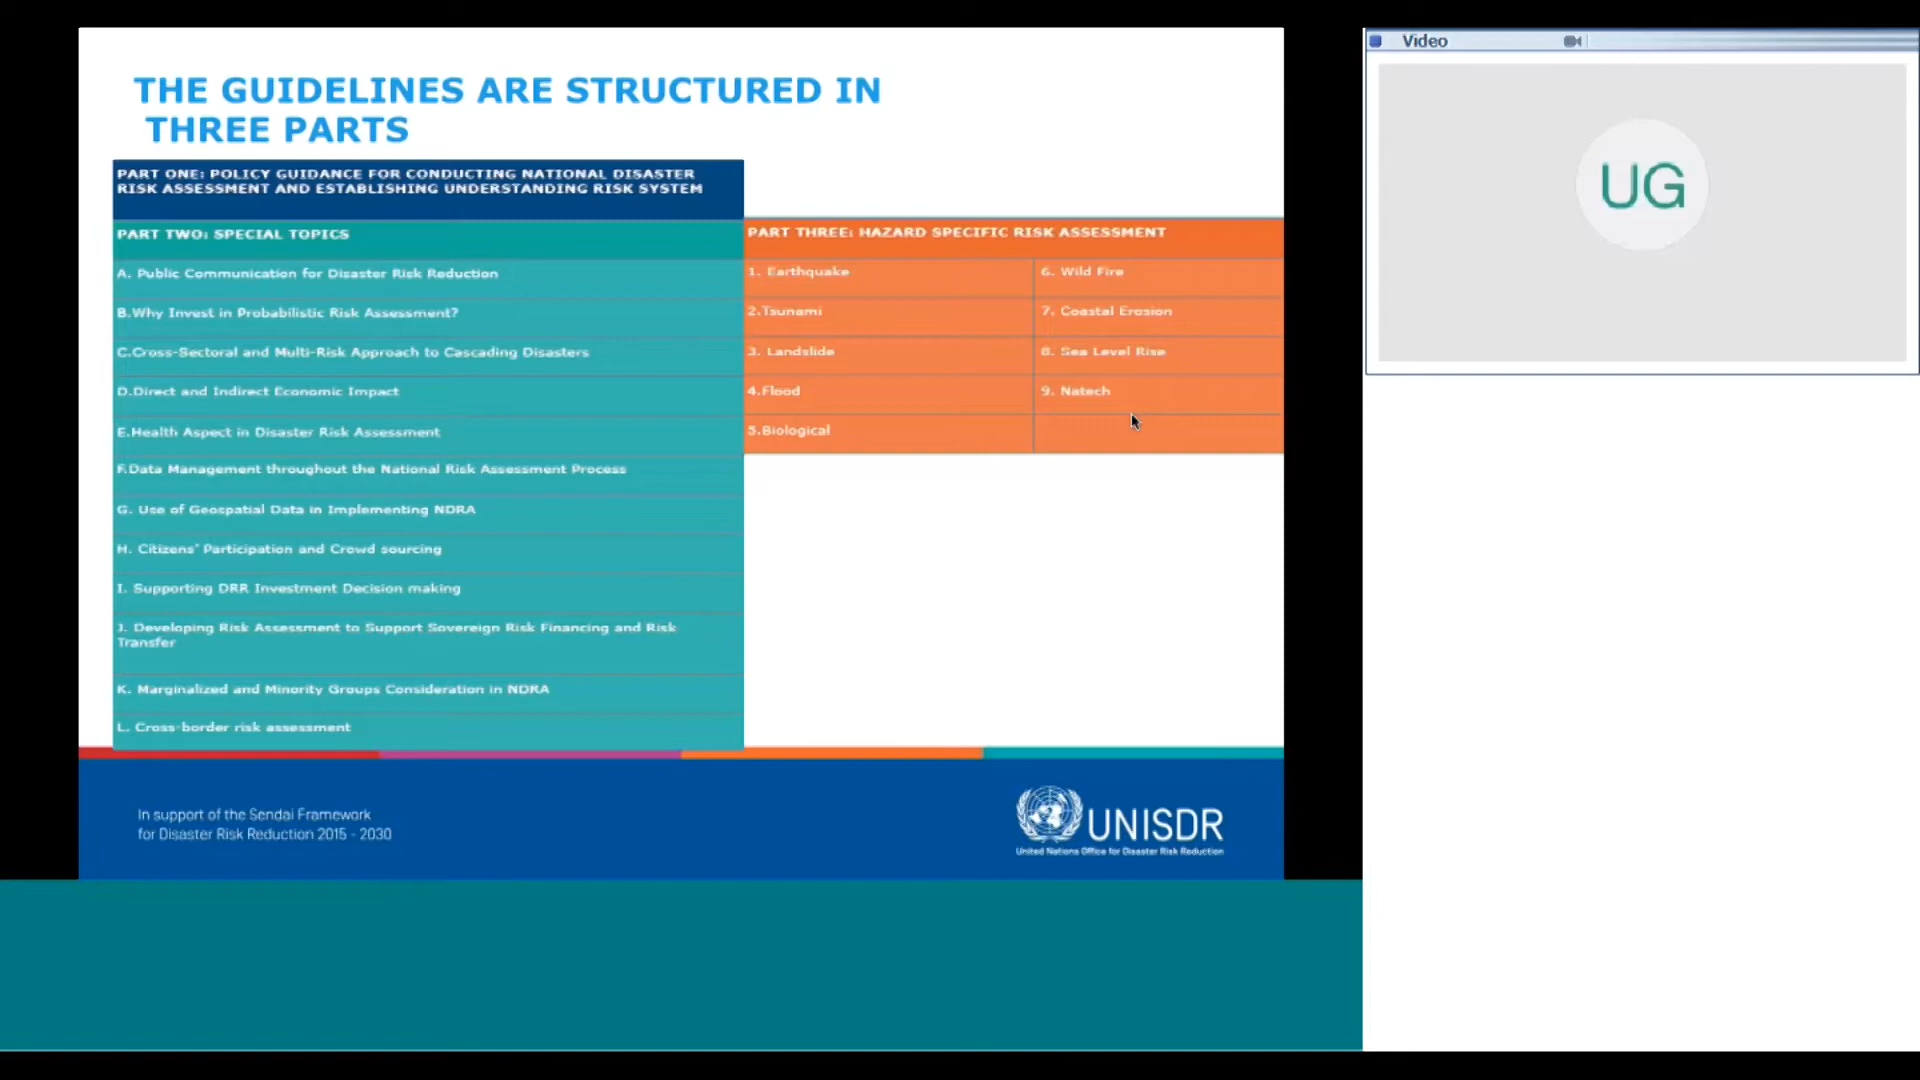 THE GUIDELINES ARE STRUCTURED IN
THREE PARTS
PART ONE: POLICY GUIDANCE FOR CONDUCTING NATIONAL DISASTER
RISK ASSESSMENT AND ESTABLISHING UNDERSTANDING RISK SYSTEM
PART TWO: SPECIAL TOPICS
A. Public Communication for Disaster Risk Reduction
B.Why Invest in Probabilistic Risk Assessment?
C.Cross-Sectoral and Multi-Risk Approach to Cascading Disasters
D.Direct and Indirect Economic Impact
E.Health Aspect in Disaster Risk Assessment
F.Data Management throughout the National Risk Assessment Process
G. Use of Geospatial Data in Implementing NDRA
H. Citizens' Participation and Crowd sourcing
I. Supporting DRR Investment Decision making
J. Developing Risk Assessment to Support Sovereign Risk Financing and Risk
Transfer
K. Marginalized and Minority Groups Consideration in NDRA
L. Cross-border risk assessment
PART THREE: HAZARD SPECIFIC RISK ASSESSMENT
1. Earthquake
2.Tsunami
3. Landslide
4.Flood
5.Biological
6. Wild Fire
7. Coastal Erosion
8. Sea Level Rise
9. Natech
In support of the Sendai Framework
for Disaster Risk Reduction 2015 - 2030
UNISDR
United Nations Office for Disaster Risk Reduction
Video
UG